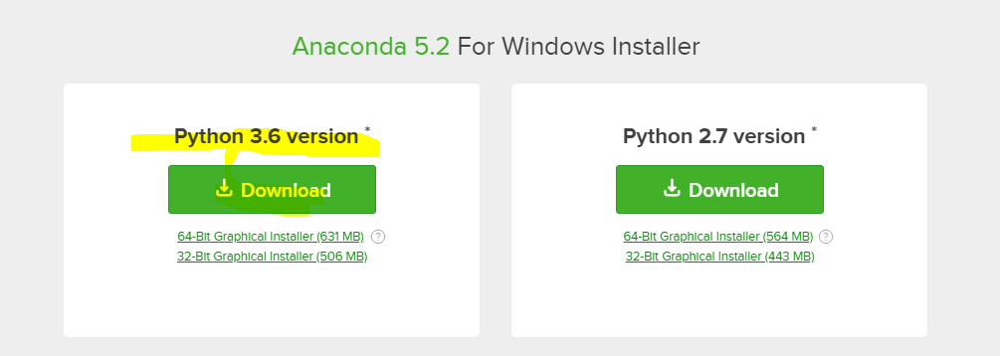 Anaconda 5.2 For Windows Installer
Python 3.6 version *
Download
64-Bit Graphical Installer (631 MB) ?
32-Bit Graphical Installer (506 MB)
Python 2.7 version *
Download
64-Bit Graphical Installer (564 MB) ?
32-Bit Graphical Installer (443 MB)